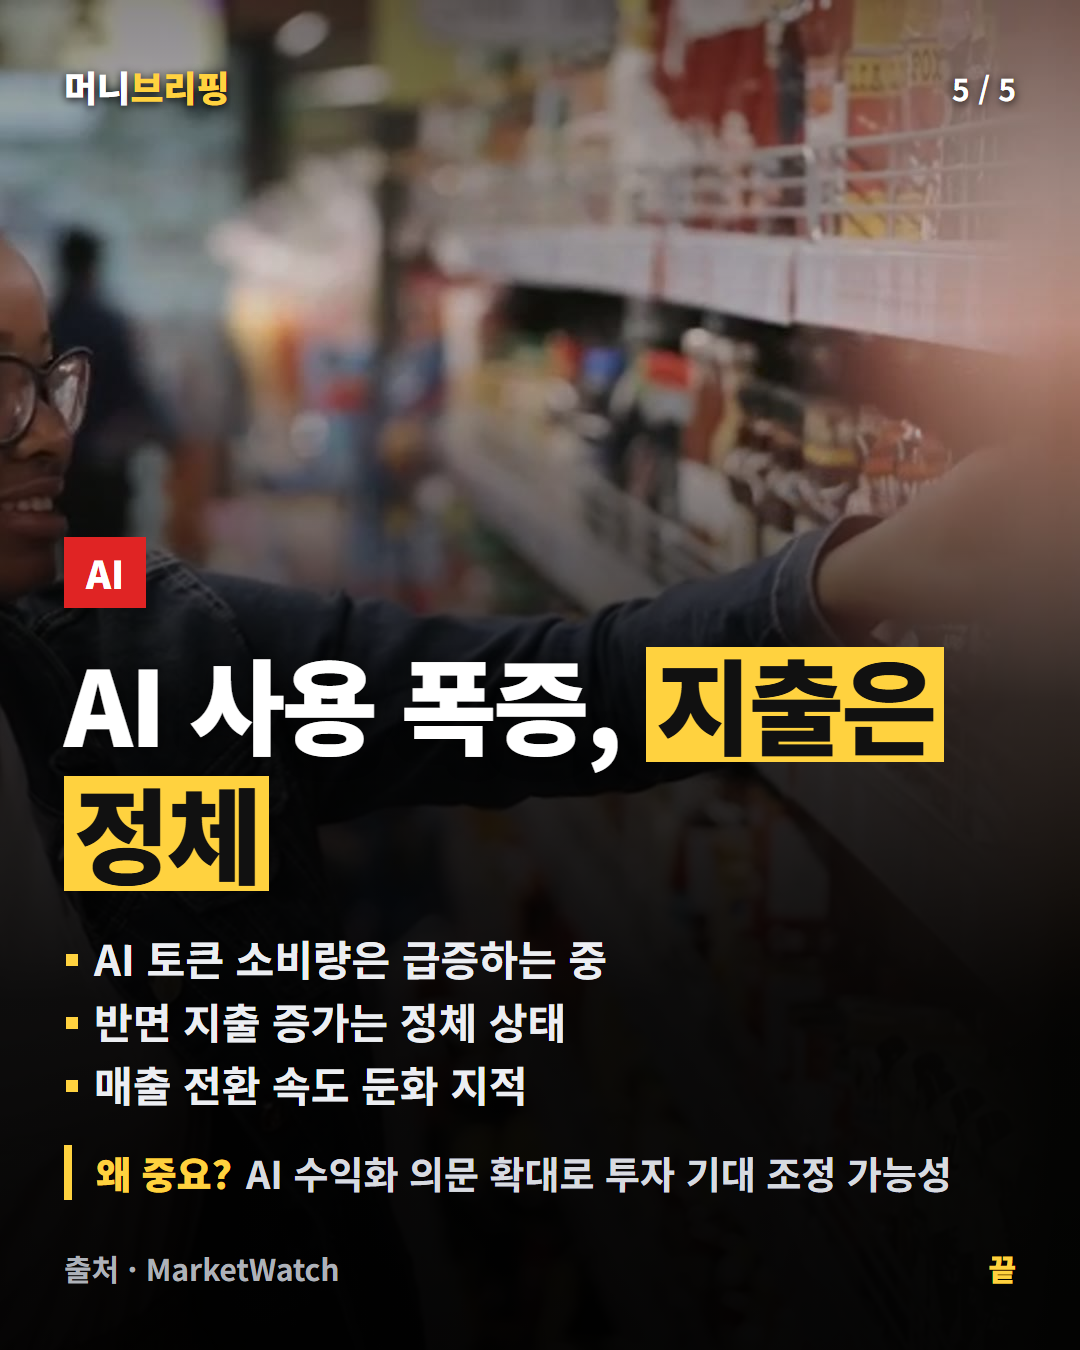 머니브리핑
5 / 5
AI
AI 사용 폭증, 지출은
정체
AI 토큰 소비량은 급증하는 중
반면 지출 증가는 정체 상태
매출 전환 속도 둔화 지적
왜 중요? AI 수익화 의문 확대로 투자 기대 조정 가능성
출처 · MarketWatch
끝